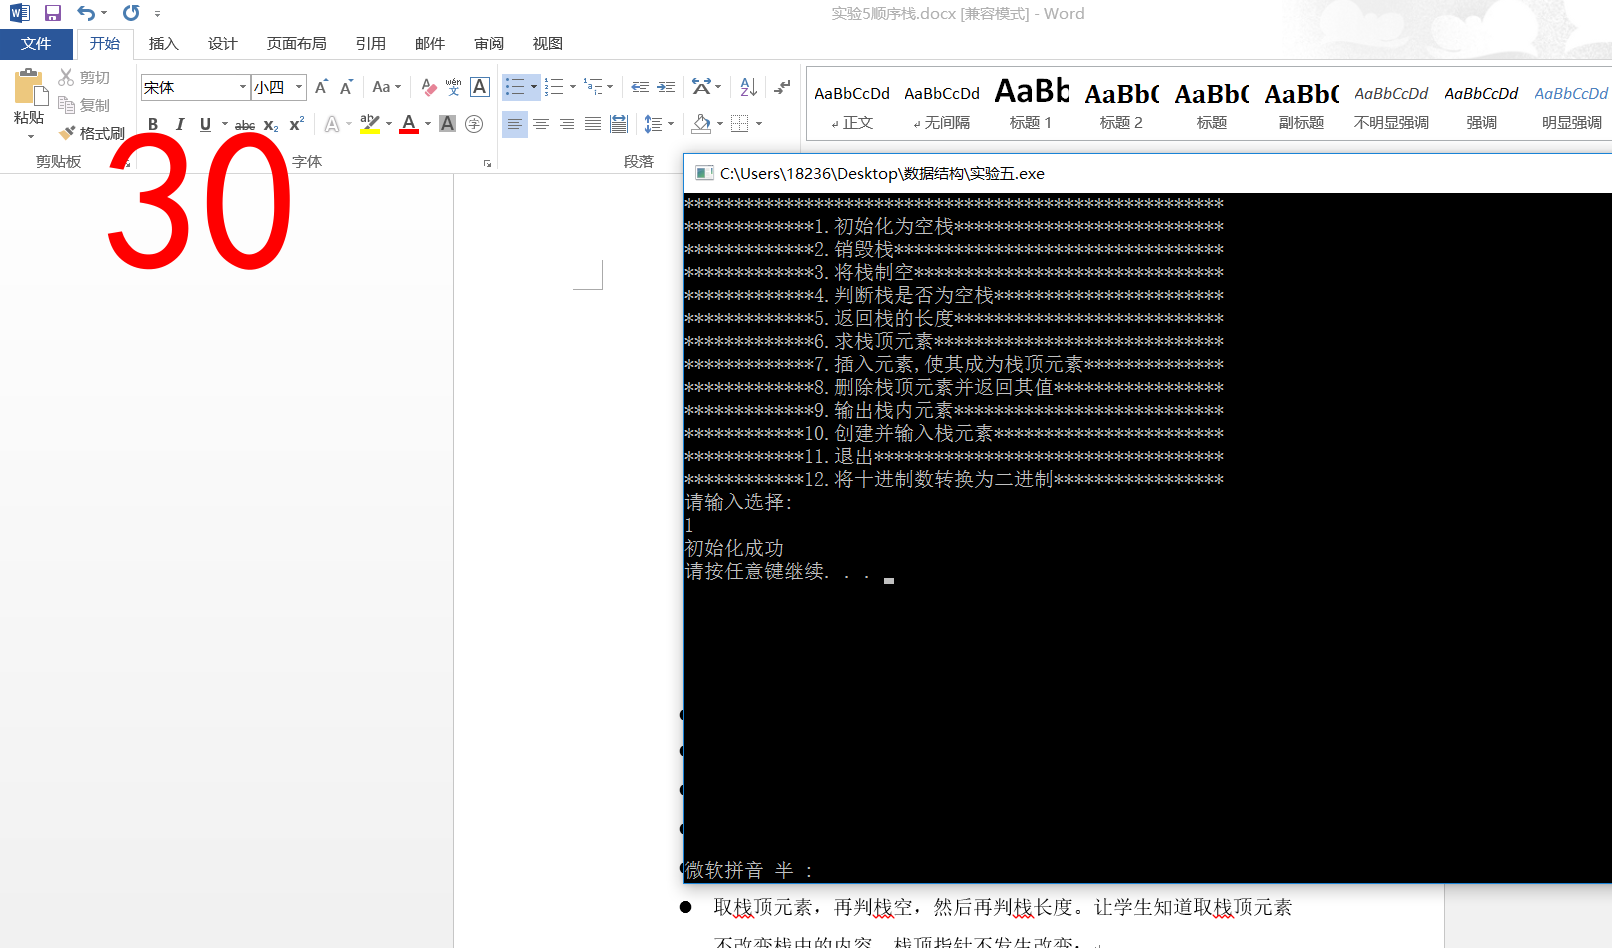 实验5顺序栈.docx [兼容模式] - Word
文件 开始 插入 设计 页面布局 引用 邮件 审阅 视图
剪切
复制
粘贴
格式刷
宋体 小四
AaBbCcDd AaBbCcDd AaBb AaBb AaBb AaBb AaBbCcDd AaBbCcDd AaBbCcDd
正文 无间隔 标题 1 标题 2 标题 副标题 不明显强调 强调 明显强调
剪贴板 字体 段落
30
C:\Users\18236\Desktop\数据结构\实验五.exe
******************************************************
*************1.初始化为空栈***************************
*************2.销毁栈*********************************
*************3.将栈制空*******************************
*************4.判断栈是否为空栈***********************
*************5.返回栈的长度***************************
*************6.求栈顶元素*****************************
*************7.插入元素,使其成为栈顶元素**************
*************8.删除栈顶元素并返回其值*****************
*************9.输出栈内元素***************************
************10.创建并输入栈元素***********************
************11.退出***********************************
************12.将十进制数转换为二进制*****************
请输入选择:
1
初始化成功
请按任意键继续. . .
微软拼音 半 :
取栈顶元素，再判栈空，然后再判栈长度。让学生知道取栈顶元素
不改变栈中的内容，栈顶指针不发生改变；